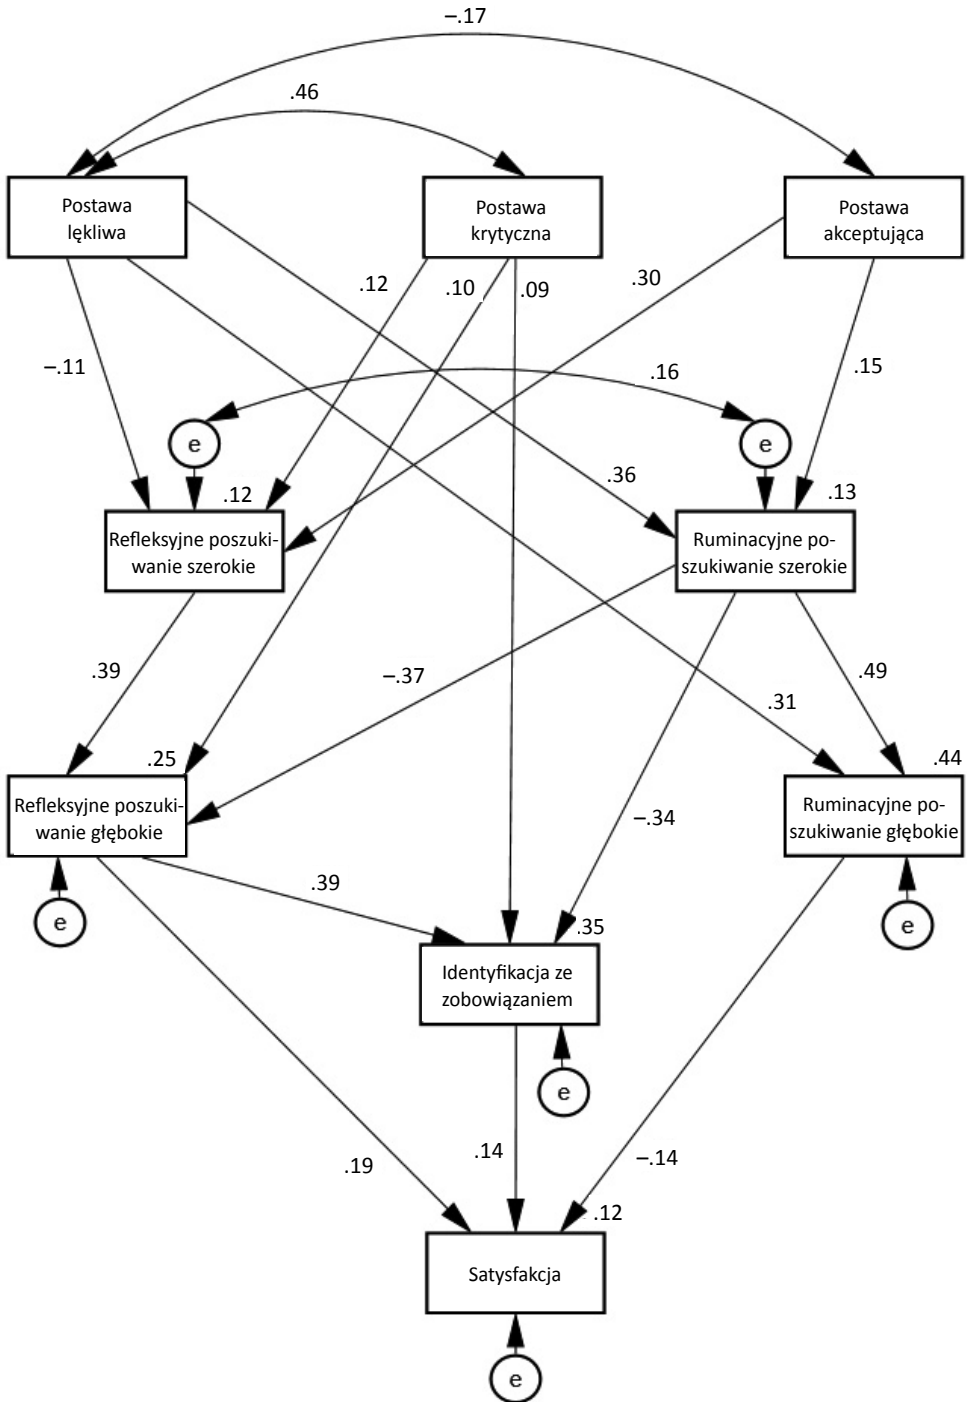 –.17
.46
Postawa
lękliwa
Postawa
krytyczna
Postawa
akceptująca
.12
.10
.09
.30
–.11
.16
.15
e
e
.12
.36
.13
Refleksyjne poszuki-
wanie szerokie
Ruminacyjne po-
szukiwanie szerokie
.39
–.37
.49
.31
.25
.44
Refleksyjne poszuki-
wanie głębokie
Ruminacyjne po-
szukiwanie głębokie
–.34
.39
e
e
.35
Identyfikacja ze
zobowiązaniem
e
.19
.14
–.14
.12
Satysfakcja
e